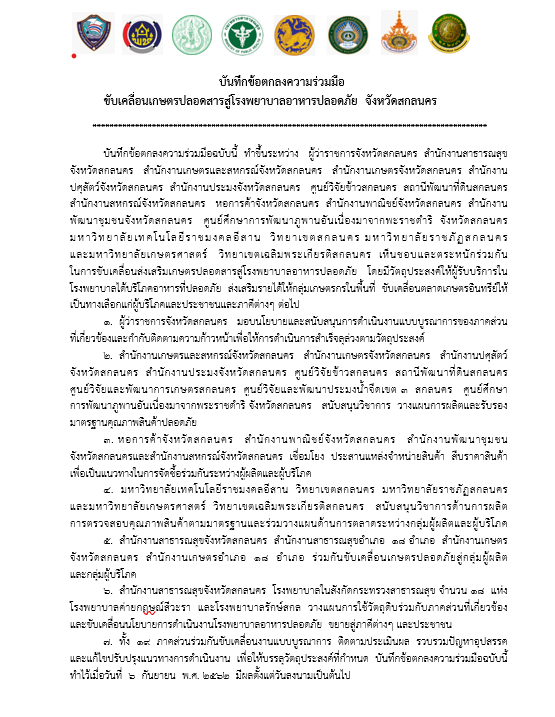 บันทึกข้อตกลงความร่วมมือ
ขับเคลื่อนเกษตรปลอดสารสู่โรงพยาบาลอาหารปลอดภัย จังหวัดสกลนคร
บันทึกข้อตกลงความร่วมมือฉบับนี้ ทำขึ้นระหว่าง ผู้ว่าราชการจังหวัดสกลนคร สำนักงานสาธารณสุข
จังหวัดสกลนคร สำนักงานเกษตรและสหกรณ์จังหวัดสกลนคร สำนักงานเกษตรจังหวัดสกลนคร สำนักงาน
ปศุสัตว์จังหวัดสกลนคร สำนักงานประมงจังหวัดสกลนคร ศูนย์วิจัยข้าวสกลนคร สถานีพัฒนาที่ดินสกลนคร
สำนักงานสหกรณ์จังหวัดสกลนคร หอการค้าจังหวัดสกลนคร สำนักงานพาณิชย์จังหวัดสกลนคร สำนักงาน
พัฒนาชุมชนจังหวัดสกลนคร ศูนย์ศึกษาการพัฒนาภูพานอันเนื่องมาจากพระราชดำริ จังหวัดสกลนคร
มหาวิทยาลัยเทคโนโลยีราชมงคลอีสาน วิทยาเขตสกลนคร มหาวิทยาลัยราชภัฏสกลนคร
และมหาวิทยาลัยเกษตรศาสตร์ วิทยาเขตเฉลิมพระเกียรติสกลนคร เห็นชอบและตระหนักร่วมกัน
ในการขับเคลื่อนส่งเสริมเกษตรปลอดสารสู่โรงพยาบาลอาหารปลอดภัย โดยมีวัตถุประสงค์ให้ผู้รับบริการใน
โรงพยาบาลได้บริโภคอาหารที่ปลอดภัย ส่งเสริมรายได้ให้กลุ่มเกษตรกรในพื้นที่ ขับเคลื่อนตลาดเกษตรอินทรีย์ให้
เป็นทางเลือกแก่ผู้บริโภคและประชาชนและภาคีต่างๆ ต่อไป
๑. ผู้ว่าราชการจังหวัดสกลนคร มอบนโยบายและสนับสนุนการดำเนินงานแบบบูรณาการของภาคส่วน
ที่เกี่ยวข้องและกำกับติดตามความก้าวหน้าเพื่อให้การดำเนินการสำเร็จลุล่วงตามวัตถุประสงค์
๒. สำนักงานเกษตรและสหกรณ์จังหวัดสกลนคร สำนักงานเกษตรจังหวัดสกลนคร สำนักงานปศุสัตว์
จังหวัดสกลนคร สำนักงานประมงจังหวัดสกลนคร ศูนย์วิจัยข้าวสกลนคร สถานีพัฒนาที่ดินสกลนคร
ศูนย์วิจัยและพัฒนาการเกษตรสกลนคร ศูนย์วิจัยและพัฒนาประมงน้ำจืดเขต ๓ สกลนคร ศูนย์ศึกษา
การพัฒนาภูพานอันเนื่องมาจากพระราชดำริ จังหวัดสกลนคร สนับสนุนวิชาการ วางแผนการผลิตและรับรอง
มาตรฐานคุณภาพสินค้าปลอดภัย
๓. หอการค้าจังหวัดสกลนคร สำนักงานพาณิชย์จังหวัดสกลนคร สำนักงานพัฒนาชุมชน
จังหวัดสกลนครและสำนักงานสหกรณ์จังหวัดสกลนคร เชื่อมโยง ประสานแหล่งจำหน่ายสินค้า สืบราคาสินค้า
เพื่อเป็นแนวทางในการจัดซื้อร่วมกันระหว่างผู้ผลิตและผู้บริโภค
๔. มหาวิทยาลัยเทคโนโลยีราชมงคลอีสาน วิทยาเขตสกลนคร มหาวิทยาลัยราชภัฏสกลนคร
และมหาวิทยาลัยเกษตรศาสตร์ วิทยาเขตเฉลิมพระเกียรติสกลนคร สนับสนุนวิชาการด้านการผลิต
การตรวจสอบคุณภาพสินค้าตามมาตรฐานและร่วมวางแผนด้านการตลาดระหว่างกลุ่มผู้ผลิตและผู้บริโภค
๕. สำนักงานสาธารณสุขจังหวัดสกลนคร สำนักงานสาธารณสุขอำเภอ ๑๘ อำเภอ สำนักงานเกษตร
จังหวัดสกลนคร สำนักงานเกษตรอำเภอ ๑๘ อำเภอ ร่วมกันขับเคลื่อนเกษตรปลอดภัยสู่กลุ่มผู้ผลิต
และกลุ่มผู้บริโภค
๖. สำนักงานสาธารณสุขจังหวัดสกลนคร โรงพยาบาลในสังกัดกระทรวงสาธารณสุข จำนวน ๑๘ แห่ง
โรงพยาบาลค่ายกฤษณ์สีวะรา และโรงพยาบาลรักษ์สกล วางแผนการใช้วัตถุดิบร่วมกับภาคส่วนที่เกี่ยวข้อง
และขับเคลื่อนนโยบายการดำเนินงานโรงพยาบาลอาหารปลอดภัย ขยายสู่ภาคีต่างๆ และประชาชน
๗. ทั้ง ๑๙ ภาคส่วนร่วมกันขับเคลื่อนงานแบบบูรณาการ ติดตามประเมินผล รวบรวมปัญหาอุปสรรค
และแก้ไขปรับปรุงแนวทางการดำเนินงาน เพื่อให้บรรลุวัตถุประสงค์ที่กำหนด บันทึกข้อตกลงความร่วมมือฉบับนี้
ทำไว้เมื่อวันที่ ๖ กันยายน พ.ศ. ๒๕๖๒ มีผลตั้งแต่วันลงนามเป็นต้นไป